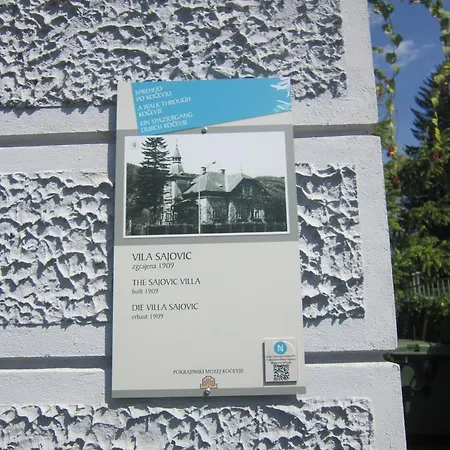 SPREHOD
PO KOČEVJU
A WALK THROUGH
KOČEVJE
EIN SPAZIERGANG
DURCH KOČEVJE
VILA SAJOVIC
zgrajena 1909
THE SAJOVIC VILLA
built 1909
DIE VILLA SAJOVIC
erbaut 1909
POKRAJINSKI MUZEJ KOČEVJE
N